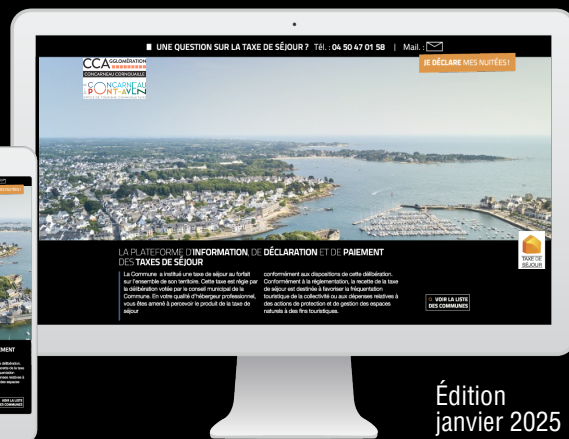 ■ UNE QUESTION SUR LA TAXE DE SÉJOUR ? Tél. : 04 50 47 01 58 | Mail. :
JE DÉCLARE MES NUITÉES !
CCA AGGLOMÉRATION
CONCARNEAU CORNOUAILLE
CONCARNEAU
PONT-AVEN
LA PLATEFORME D'INFORMATION, DE DÉCLARATION ET DE PAIEMENT
DES TAXES DE SÉJOUR
La Commune a institué une taxe de séjour au forfait
sur l'ensemble de son territoire. Cette taxe est régie par
la délibération votée par le conseil municipal de la
Commune. En votre qualité d'hébergeur professionnel,
vous êtes amené à percevoir le produit de la taxe de
séjour
conformément aux dispositions de cette délibération.
Conformément à la réglementation, la recette de la taxe
de séjour est destinée à favoriser la fréquentation
touristique de la collectivité ou aux dépenses relatives à
des actions de protection et de gestion des espaces
naturels à des fins touristiques.
TAXE DE
SÉJOUR
VOIR LA LISTE
DES COMMUNES
VOIR LA LISTE
DES COMMUNES
Édition
janvier 2025